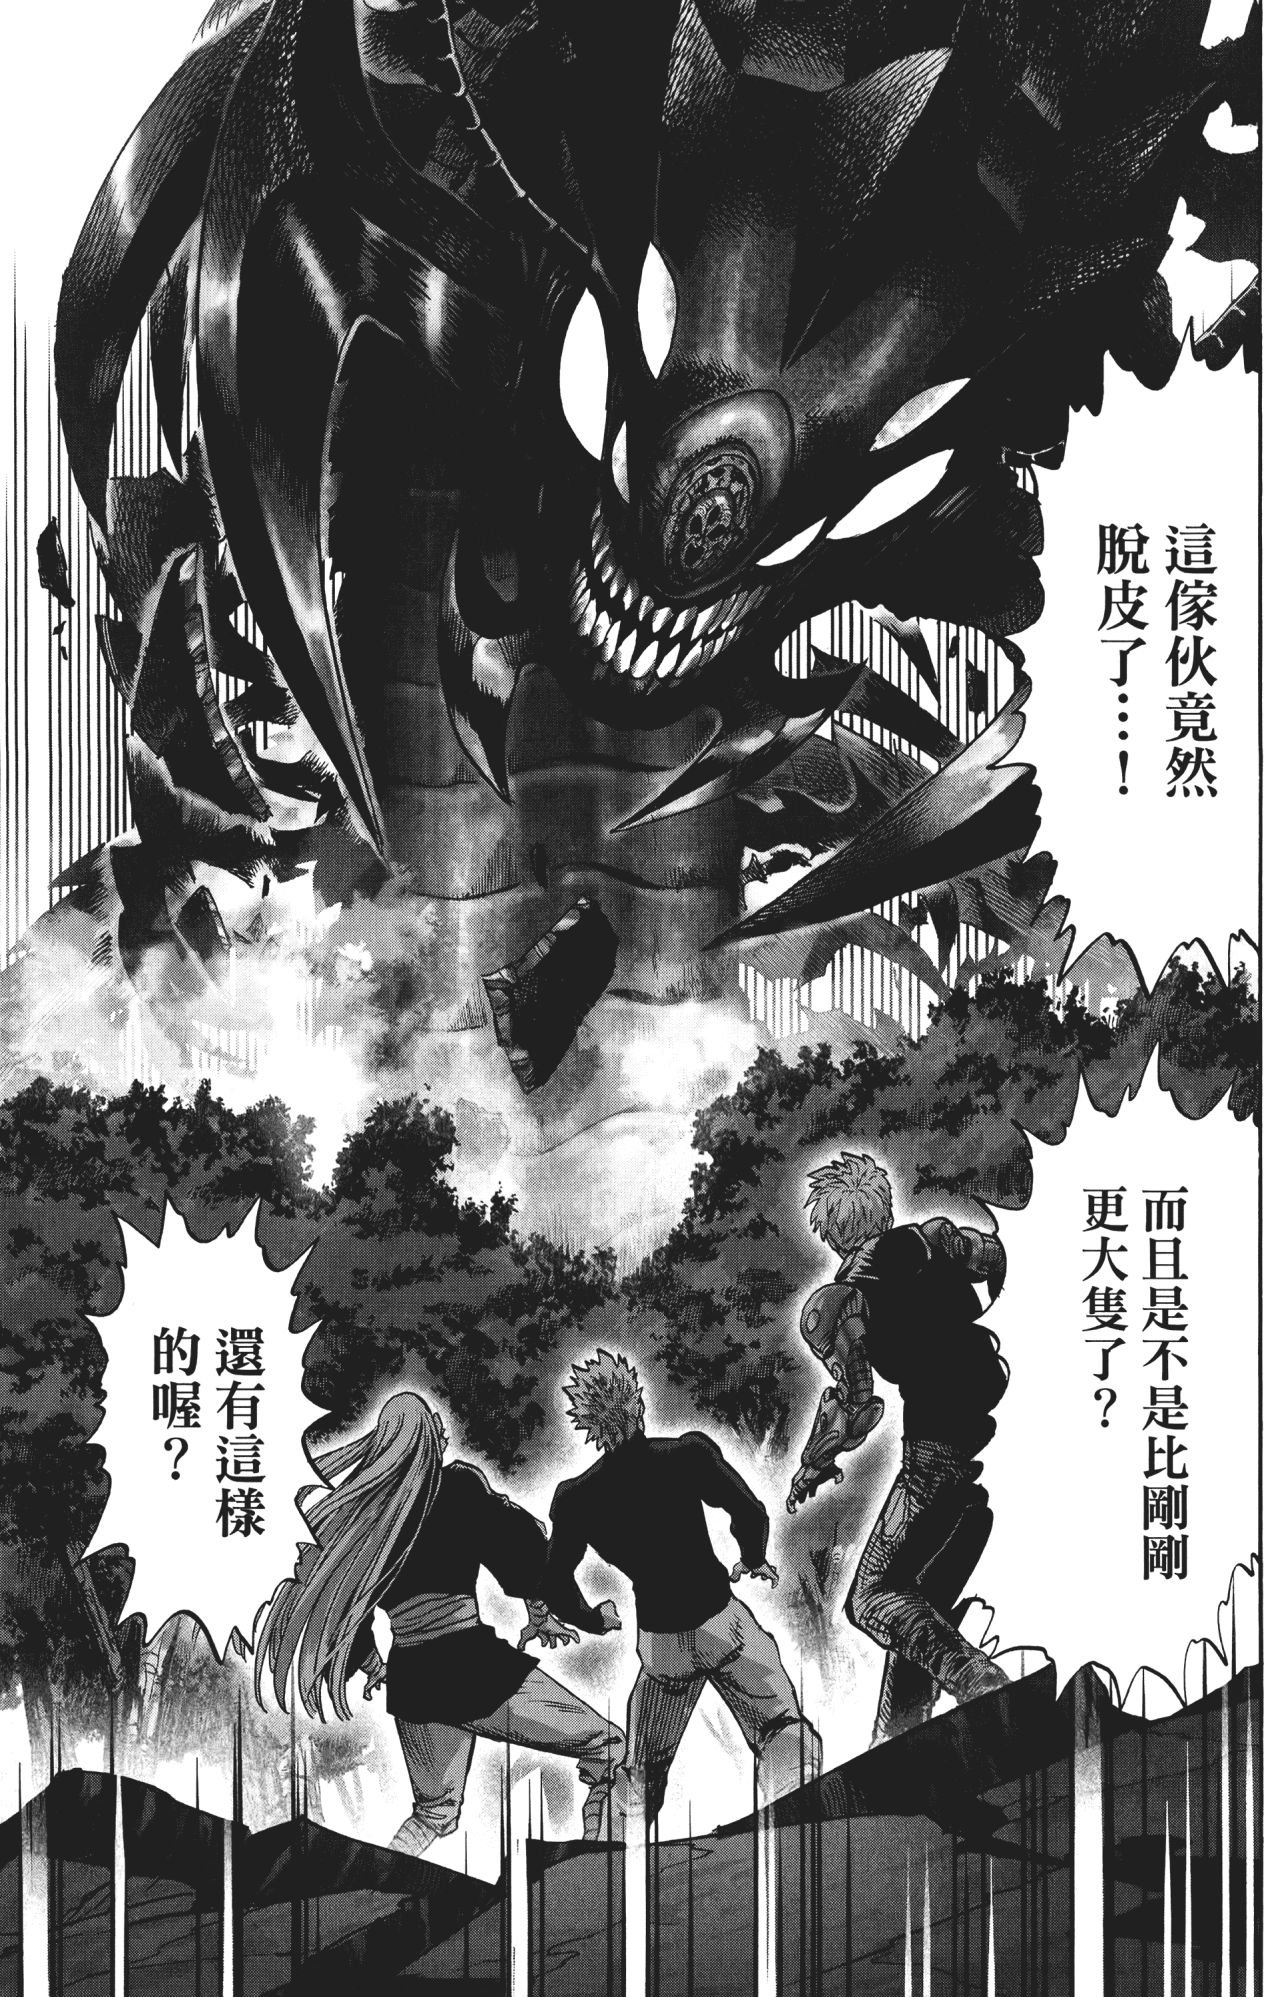 這傢伙竟然
脫皮了…！
而且是不是比剛剛
更大隻了？
還有這樣
的喔？